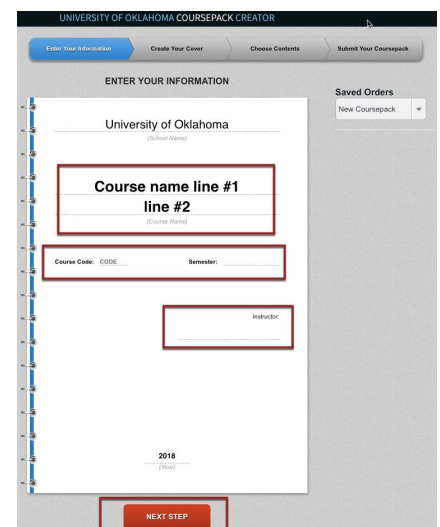 UNIVERSITY OF OKLAHOMA COURSEPACK CREATOR
Enter Your Information
Create Your Cover
Choose Contents
Submit Your Coursepack
ENTER YOUR INFORMATION
Saved Orders
New Coursepack
University of Oklahoma
(School Name)
Course name line #1
line #2
(Course Name)
Course Code: CODE Semester:
Instructor:
2018
(Year)
NEXT STEP